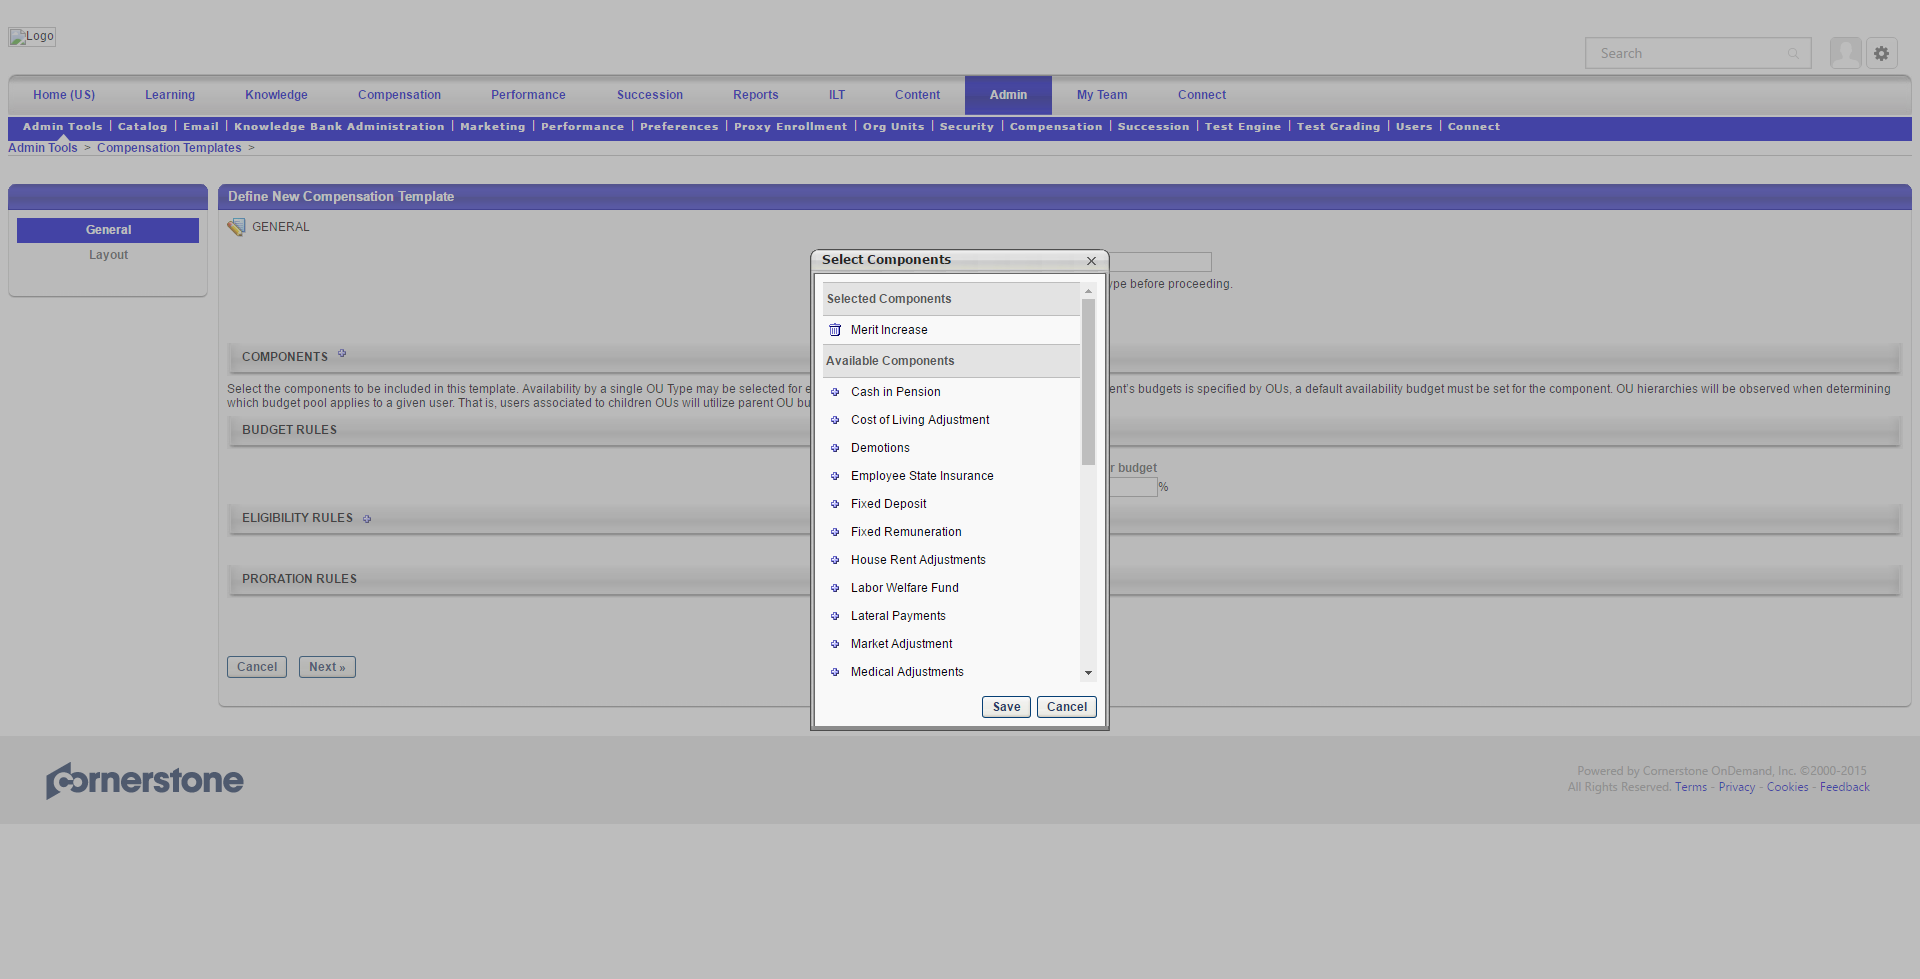 Logo
Search
Home (US) Learning Knowledge Compensation Performance Succession Reports ILT Content Admin My Team Connect
Admin Tools | Catalog | Email | Knowledge Bank Administration | Marketing | Performance | Preferences | Proxy Enrollment | Org Units | Security | Compensation | Succession | Test Engine | Test Grading | Users | Connect
Admin Tools > Compensation Templates >
General
Layout
Define New Compensation Template
GENERAL
ype before proceeding.
COMPONENTS
Select the components to be included in this template. Availability by a single OU Type may be selected for e
ent's budgets is specified by OUs, a default availability budget must be set for the component. OU hierarchies will be observed when determining
which budget pool applies to a given user. That is, users associated to children OUs will utilize parent OU bu
BUDGET RULES
r budget
%
ELIGIBILITY RULES
PRORATION RULES
Cancel Next »
Select Components
Selected Components
Merit Increase
Available Components
Cash in Pension
Cost of Living Adjustment
Demotions
Employee State Insurance
Fixed Deposit
Fixed Remuneration
House Rent Adjustments
Labor Welfare Fund
Lateral Payments
Market Adjustment
Medical Adjustments
Save Cancel
Cornerstone
Powered by Cornerstone OnDemand, Inc. ©2000-2015
All Rights Reserved. Terms - Privacy - Cookies - Feedback